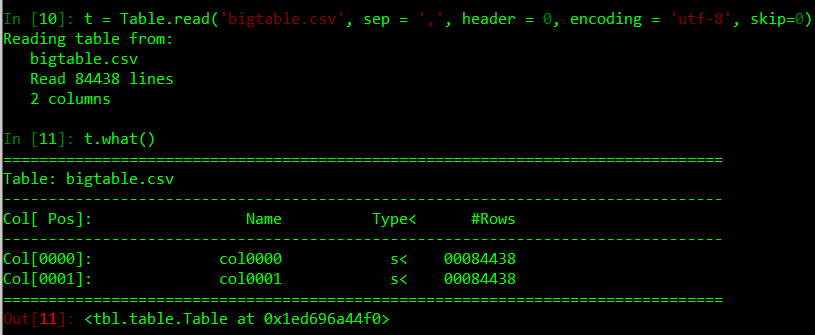 In [10]: t = Table.read('bigtable.csv', sep = ',', header = 0, encoding = 'utf-8', skip=0)
Reading table from:
   bigtable.csv
   Read 84438 lines
   2 columns

In [11]: t.what()
================================================================================
Table: bigtable.csv
--------------------------------------------------------------------------------
Col[ Pos]:                 Name          Type<      #Rows
--------------------------------------------------------------------------------
Col[0000]:              col0000            s<    00084438
Col[0001]:              col0001            s<    00084438
================================================================================
Out[11]: <tbl.table.Table at 0x1ed696a44f0>